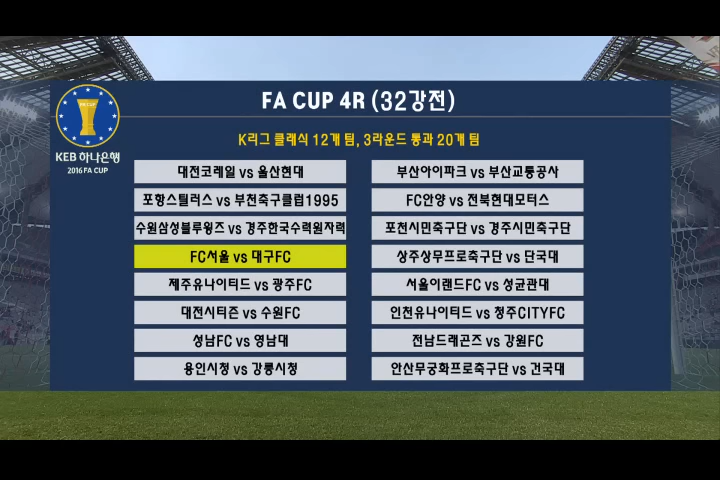 FA CUP 4R (32강전)
FA CUP
KEB 하나은행
2016 FA CUP
K리그 클래식 12개 팀, 3라운드 통과 20개 팀
대전코레일 vs 울산현대
포항스틸러스 vs 부천축구클럽1995
수원삼성블루윙즈 vs 경주한국수력원자력
FC서울 vs 대구FC
제주유나이티드 vs 광주FC
대전시티즌 vs 수원FC
성남FC vs 영남대
용인시청 vs 강릉시청
부산아이파크 vs 부산교통공사
FC안양 vs 전북현대모터스
포천시민축구단 vs 경주시민축구단
상주상무프로축구단 vs 단국대
서울이랜드FC vs 성균관대
인천유나이티드 vs 청주CITYFC
전남드래곤즈 vs 강원FC
안산무궁화프로축구단 vs 건국대